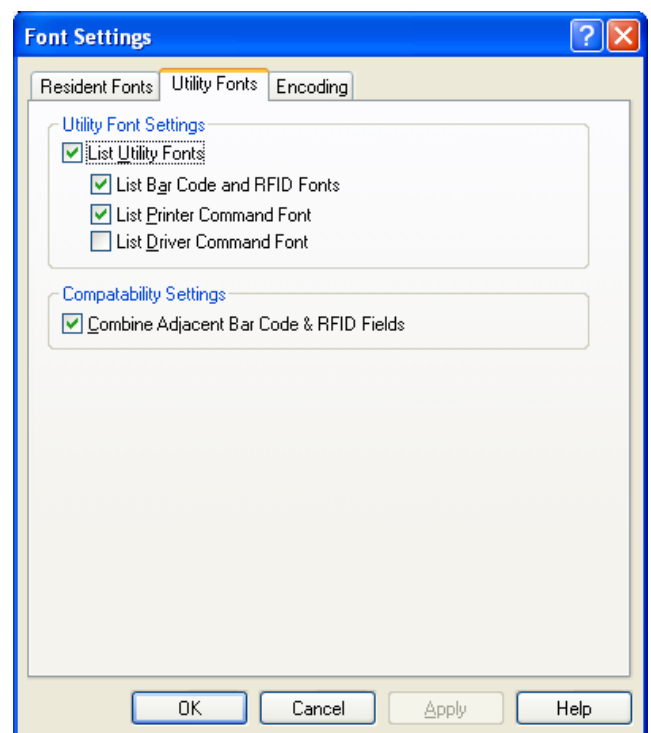 Font Settings
Resident Fonts Utility Fonts Encoding
Utility Font Settings
List Utility Fonts
List Bar Code and RFID Fonts
List Printer Command Font
List Driver Command Font
Compatability Settings
Combine Adjacent Bar Code & RFID Fields
OK Cancel Apply Help